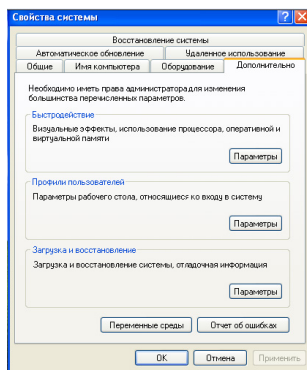 Свойства системы
Восстановление системы
Автоматическое обновление
Удаленное использование
Общие
Имя компьютера
Оборудование
Дополнительно
Необходимо иметь права администратора для изменения
большинства перечисленных параметров.
Быстродействие
Визуальные эффекты, использование процессора, оперативной и
виртуальной памяти
Параметры
Профили пользователей
Параметры рабочего стола, относящиеся ко входу в систему
Параметры
Загрузка и восстановление
Загрузка и восстановление системы, отладочная информация
Параметры
Переменные среды
Отчет об ошибках
OK
Отмена
Применить